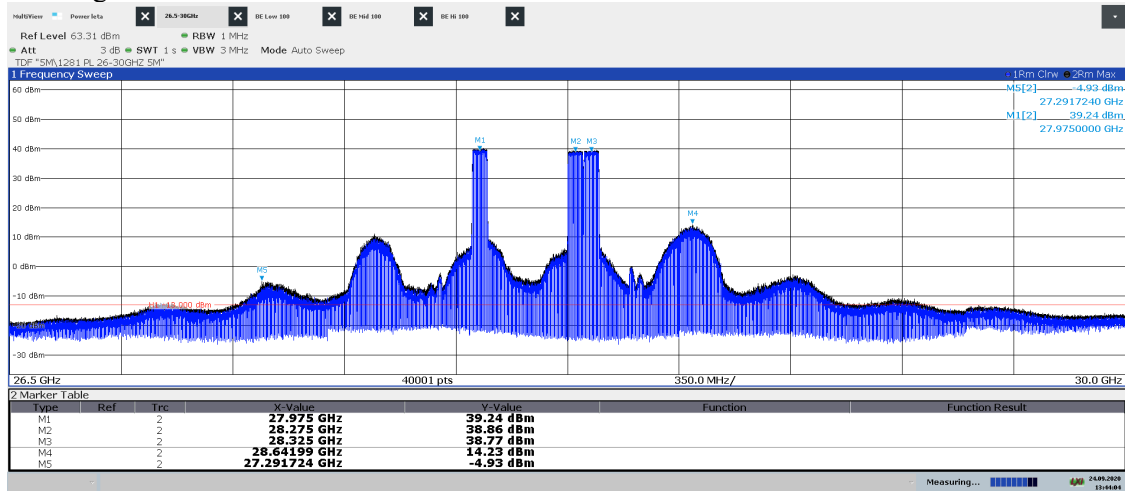 MultiView Power leta 26.5-30GHz BE Low 100 BE Mid 100 BE Hi 100
Ref Level 63.31 dBm RBW 1 MHz
Att 3 dB SWT 1 s VBW 3 MHz Mode Auto Sweep
TDF "5M\1281 PL 26-30GHZ 5M"
1 Frequency Sweep 1Rm Clrw 2Rm Max
60 dBm
M5[2] -4.93 dBm
27.2917240 GHz
M1[2] 39.24 dBm
27.9750000 GHz
50 dBm
40 dBm
M1
M2 M3
30 dBm
20 dBm
M4
10 dBm
0 dBm
M5
-10 dBm
-30 dBm
26.5 GHz 40001 pts 350.0 MHz/ 30.0 GHz
2 Marker Table
Type Ref Trc X-Value Y-Value Function Function Result
M1 2 27.975 GHz 39.24 dBm
M2 2 28.275 GHz 38.86 dBm
M3 2 28.325 GHz 38.77 dBm
M4 2 28.64199 GHz 14.23 dBm
M5 2 27.291724 GHz -4.93 dBm
Measuring... 24.09.2020
13:44:04